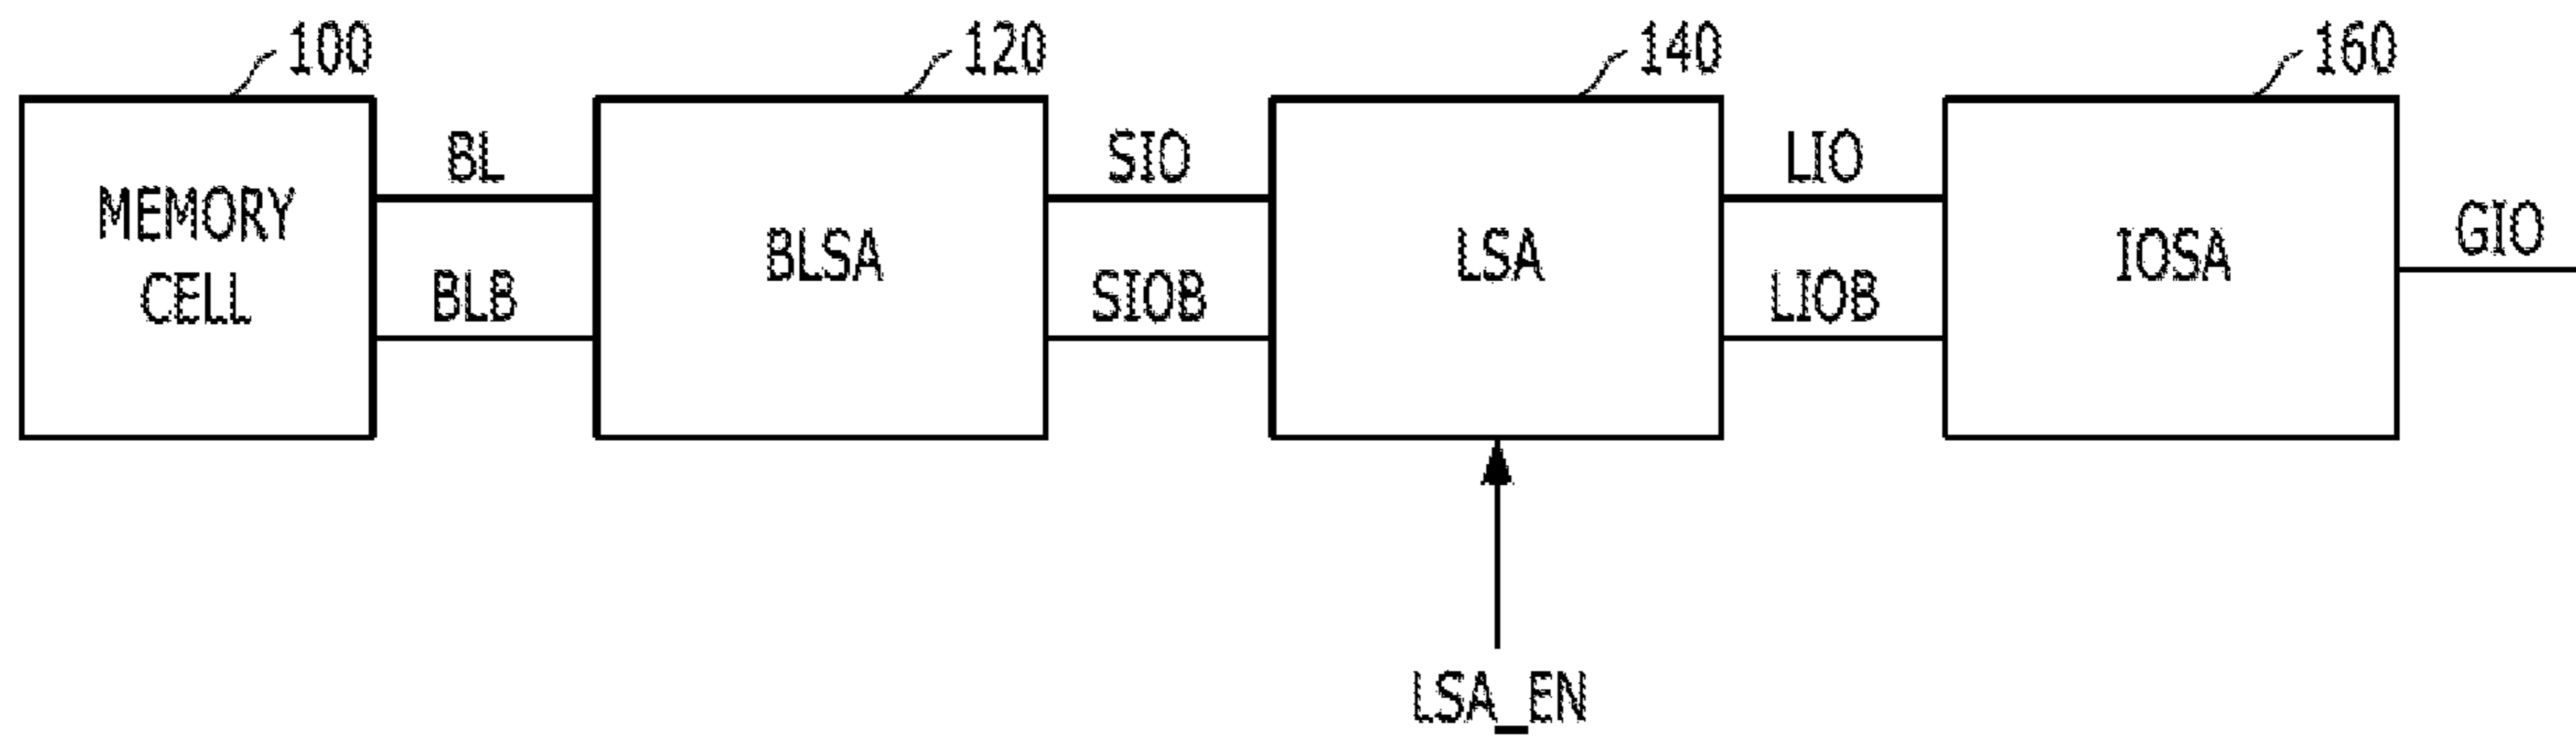 100
120
140
160
MEMORY
CELL
BL
BLB
BLSA
SIO
SIOB
LSA
LIO
LIOB
IOSA
GIO
LSA_EN